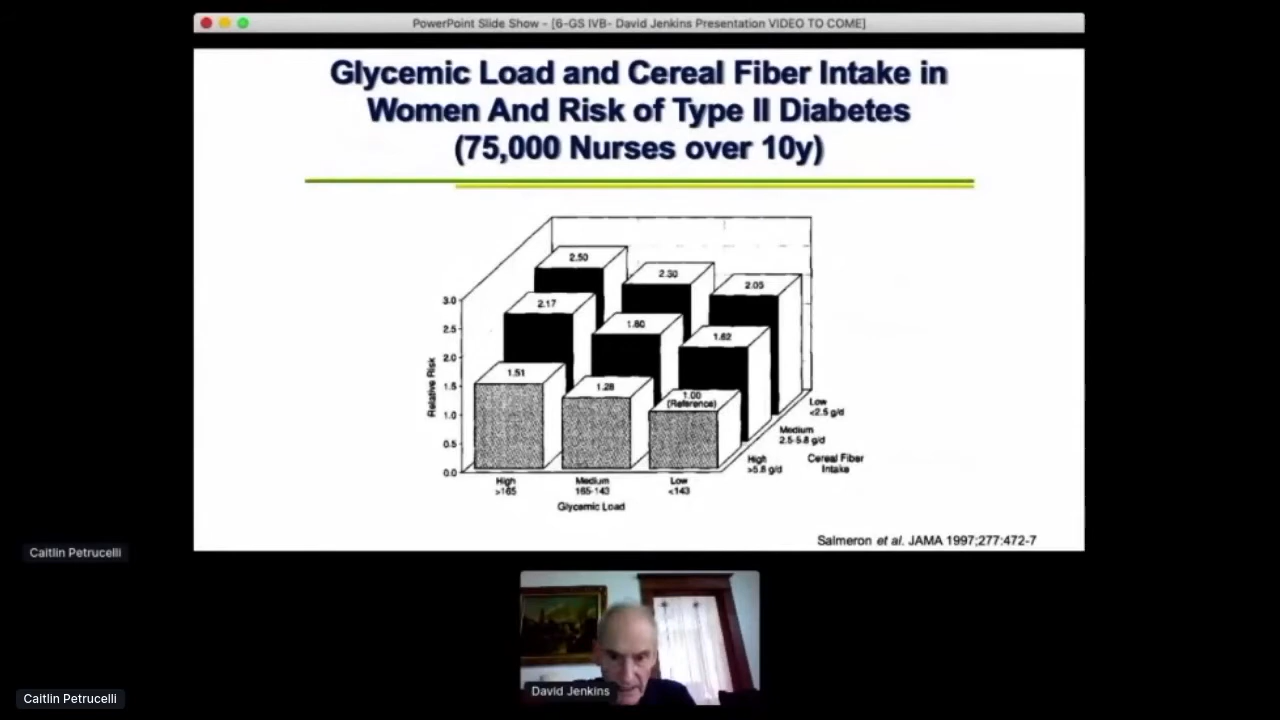 PowerPoint Slide Show - [6-GS IVB- David Jenkins Presentation VIDEO TO COME]
Glycemic Load and Cereal Fiber Intake in
Women And Risk of Type II Diabetes
(75,000 Nurses over 10y)
2.50
2.30
2.05
2.17
1.80
1.62
1.51
1.28
1.00
(Reference)
3.0
2.5
2.0
1.5
1.0
0.5
0.0
Relative Risk
Low
<2.5 g/d
Medium
2.5-5.8 g/d
High
>5.8 g/d
Cereal Fiber
Intake
High
>165
Medium
165-143
Low
<143
Glycemic Load
Salmeron et al. JAMA 1997;277:472-7
Caitlin Petrucelli
David Jenkins
Caitlin Petrucelli